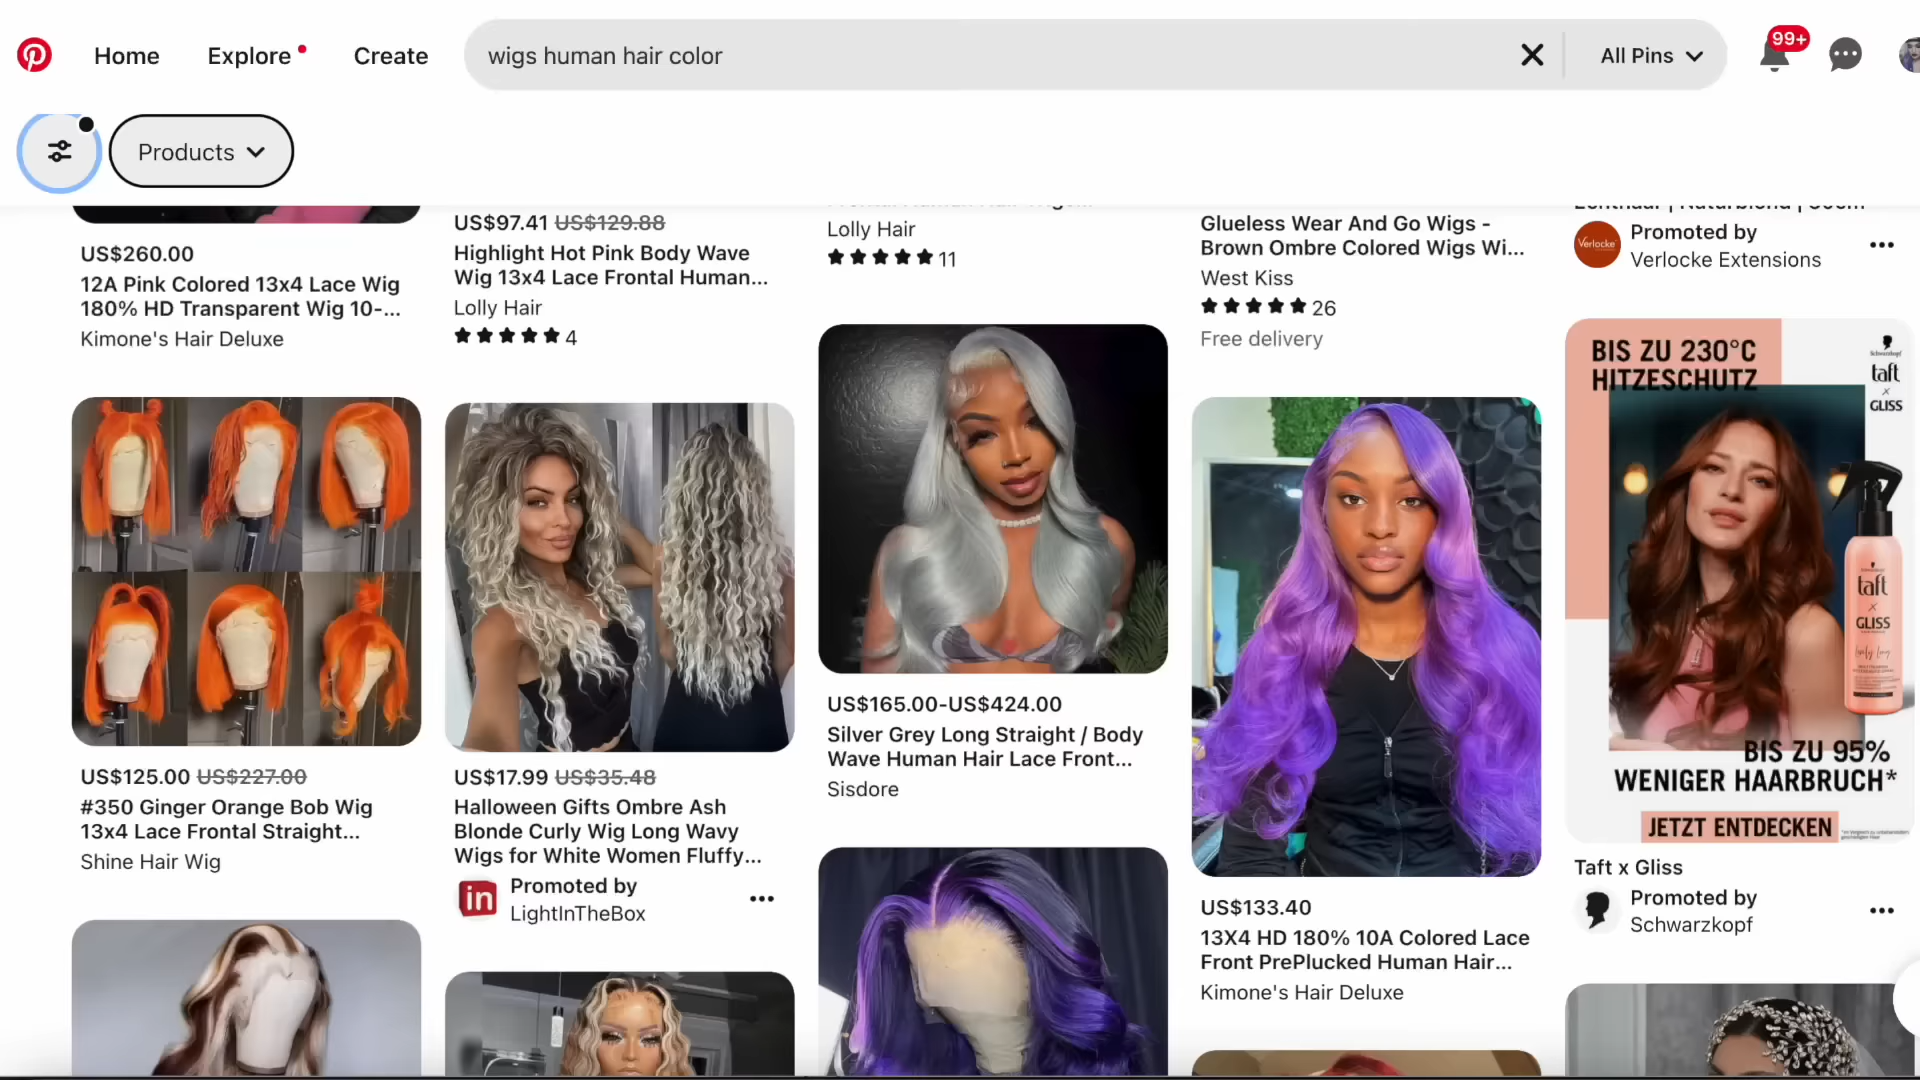 Home
Explore
Create
wigs human hair color
All Pins
99+
Products
US$260.00
12A Pink Colored 13x4 Lace Wig
180% HD Transparent Wig 10-...
Kimone's Hair Deluxe
US$125.00 US$227.00
#350 Ginger Orange Bob Wig
13x4 Lace Frontal Straight...
Shine Hair Wig
US$97.41 US$129.88
Highlight Hot Pink Body Wave
Wig 13x4 Lace Frontal Human...
Lolly Hair
4
US$17.99 US$35.48
Halloween Gifts Ombre Ash
Blonde Curly Wig Long Wavy
Wigs for White Women Fluffy...
in
Promoted by
LightInTheBox
Lolly Hair
11
US$165.00-US$424.00
Silver Grey Long Straight / Body
Wave Human Hair Lace Front...
Sisdore
Glueless Wear And Go Wigs -
Brown Ombre Colored Wigs Wi...
West Kiss
26
Free delivery
US$133.40
13X4 HD 180% 10A Colored Lace
Front PrePlucked Human Hair...
Kimone's Hair Deluxe
Verlocke
Promoted by
Verlocke Extensions
BIS ZU 230°C
HITZESCHUTZ
Schwarzkopf
taft
X
GLISS
taft
X
GLISS
BIS ZU 95%
WENIGER HAARBRUCH*
JETZT ENTDECKEN
Taft x Gliss
Promoted by
Schwarzkopf